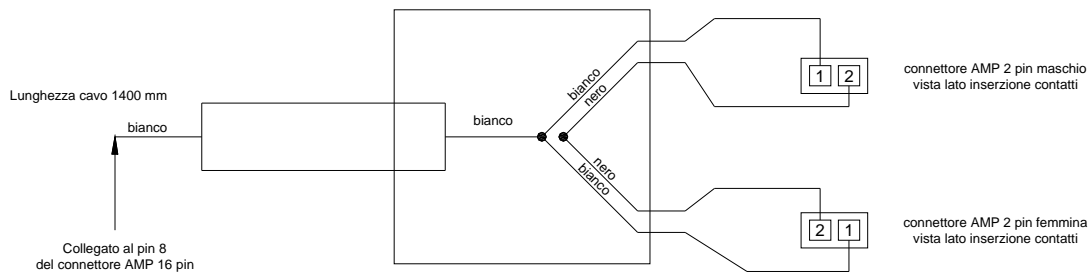 Lunghezza cavo 1400 mm
bianco
Collegato al pin 8
del connettore AMP 16 pin
bianco
bianco
nero
nero
bianco
1 2
connettore AMP 2 pin maschio
vista lato inserzione contatti
2 1
connettore AMP 2 pin femmina
vista lato inserzione contatti